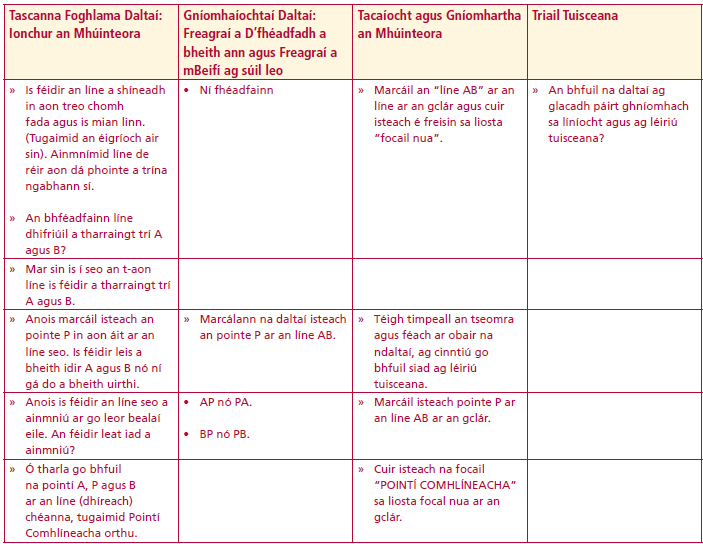 Tascanna Foghlama Daltaí:
Ionchur an Mhúinteora
Gníomhaíochtaí Daltaí:
Freagraí a D’fhéadfadh a
bheith ann agus Freagraí a
mBeifí ag súil leo
Tacaíocht agus Gníomhartha
an Mhúinteora
Triail Tuisceana
» Is féidir an líne a shíneadh
in aon treo chomh
fada agus is mian linn.
(Tugaimid an éigríoch air
sin). Ainmnímid líne de
réir aon dá phointe a trína
ngabhann sí.
» An bhféadfainn líne
dhifriúil a tharraingt trí A
agus B?
• Ní fhéadfainn
» Marcáil an “líne AB” ar an
líne ar an gclár agus cuir
isteach é freisin sa liosta
“focail nua”.
» An bhfuil na daltaí ag
glacadh páirt ghníomhach
sa líníocht agus ag léiriú
tuisceana?
» Mar sin is í seo an t-aon
líne is féidir a tharraingt trí
A agus B.
» Anois marcáil isteach an
pointe P in aon áit ar an
líne seo. Is féidir leis a
bheith idir A agus B nó ní
gá do a bheith uirthi.
» Marcálann na daltaí isteach
an pointe P ar an líne AB.
» Téigh timpeall an tseomra
agus féach ar obair na
ndaltaí, ag cinntiú go
bhfuil siad ag léiriú
tuisceana.
» Anois is féidir an líne seo a
ainmniú ar go leor bealaí
eile. An féidir leat iad a
ainmniú?
• AP nó PA.
• BP nó PB.
» Marcáil isteach pointe P ar
an líne AB ar an gclár.
» Ó tharla go bhfuil
na pointí A, P agus B
ar an líne (dhíreach)
chéanna, tugaimid Pointí
Comhlíneacha orthu.
» Cuir isteach na focail
“POINTÍ COMHLÍNEACHA”
sa liosta focal nua ar an
gclár.